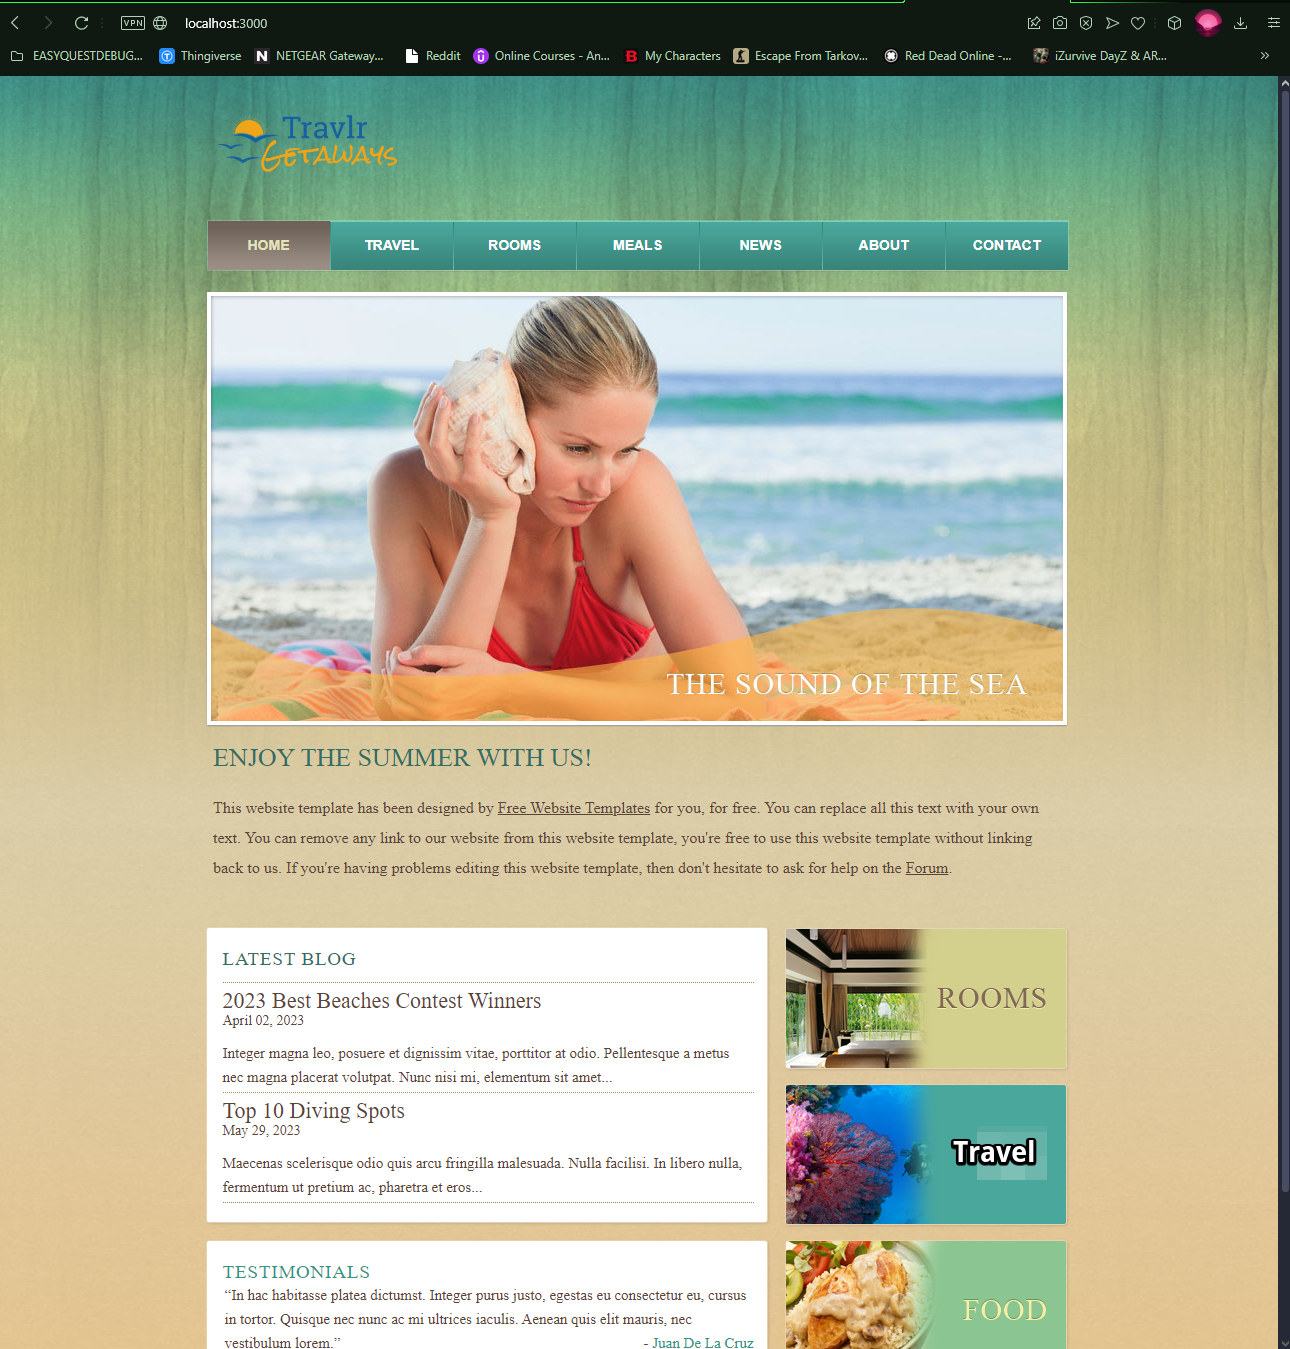 VPN
localhost:3000
EASYQUESTDEBUG...
Thingiverse
NETGEAR Gateway...
Reddit
Online Courses - An...
My Characters
Escape From Tarkov...
Red Dead Online -...
iZurvive DayZ & AR...
Travlr
Getaways
HOME
TRAVEL
ROOMS
MEALS
NEWS
ABOUT
CONTACT
THE SOUND OF THE SEA
ENJOY THE SUMMER WITH US!
This website template has been designed by Free Website Templates for you, for free. You can replace all this text with your own
text. You can remove any link to our website from this website template, you're free to use this website template without linking
back to us. If you're having problems editing this website template, then don't hesitate to ask for help on the Forum.
LATEST BLOG
2023 Best Beaches Contest Winners
April 02, 2023
Integer magna leo, posuere et dignissim vitae, porttitor at odio. Pellentesque a metus
nec magna placerat volutpat. Nunc nisi mi, elementum sit amet...
Top 10 Diving Spots
May 29, 2023
Maecenas scelerisque odio quis arcu fringilla malesuada. Nulla facilisi. In libero nulla,
fermentum ut pretium ac, pharetra et eros...
ROOMS
Travel
FOOD
TESTIMONIALS
“In hac habitasse platea dictumst. Integer purus justo, egestas eu consectetur eu, cursus
in tortor. Quisque nec nunc ac mi ultrices iaculis. Aenean quis elit mauris, nec
vestibulum lorem.”
- Juan De La Cruz